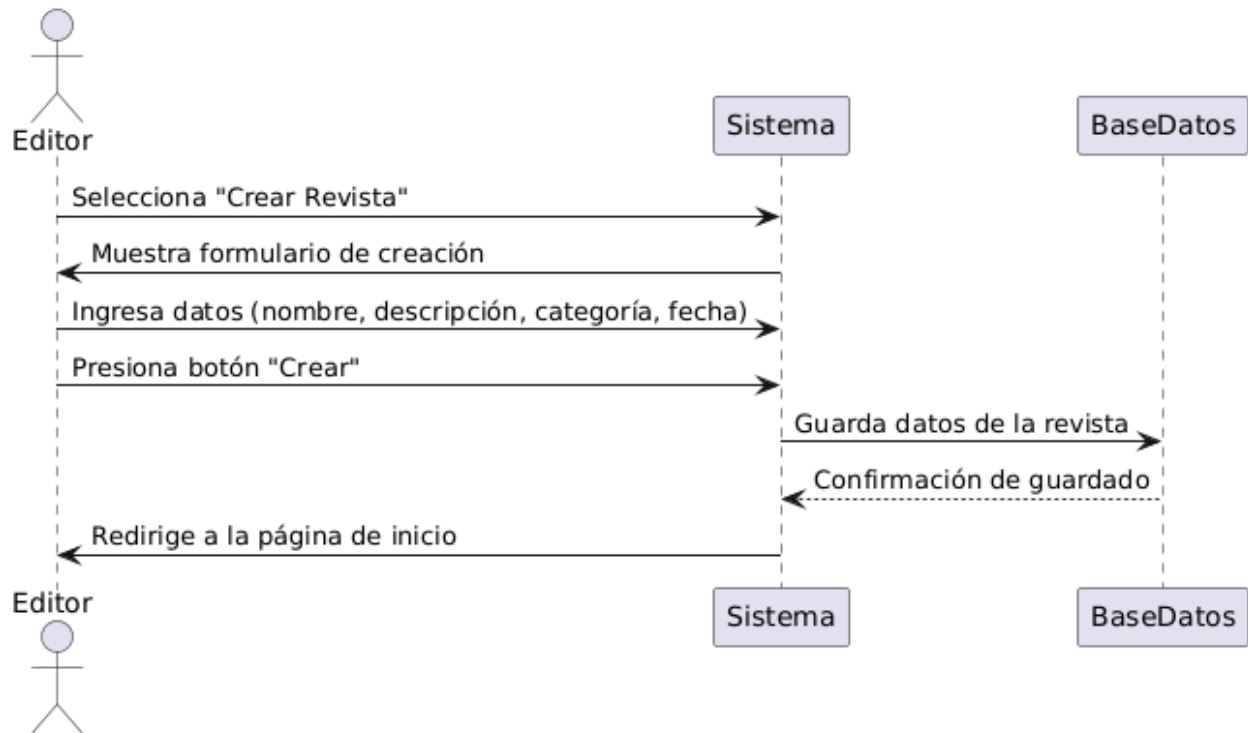 Editor
Sistema
BaseDatos
Selecciona "Crear Revista"
Muestra formulario de creación
Ingresa datos (nombre, descripción, categoría, fecha)
Presiona botón "Crear"
Guarda datos de la revista
Confirmación de guardado
Redirige a la página de inicio
Editor
Sistema
BaseDatos